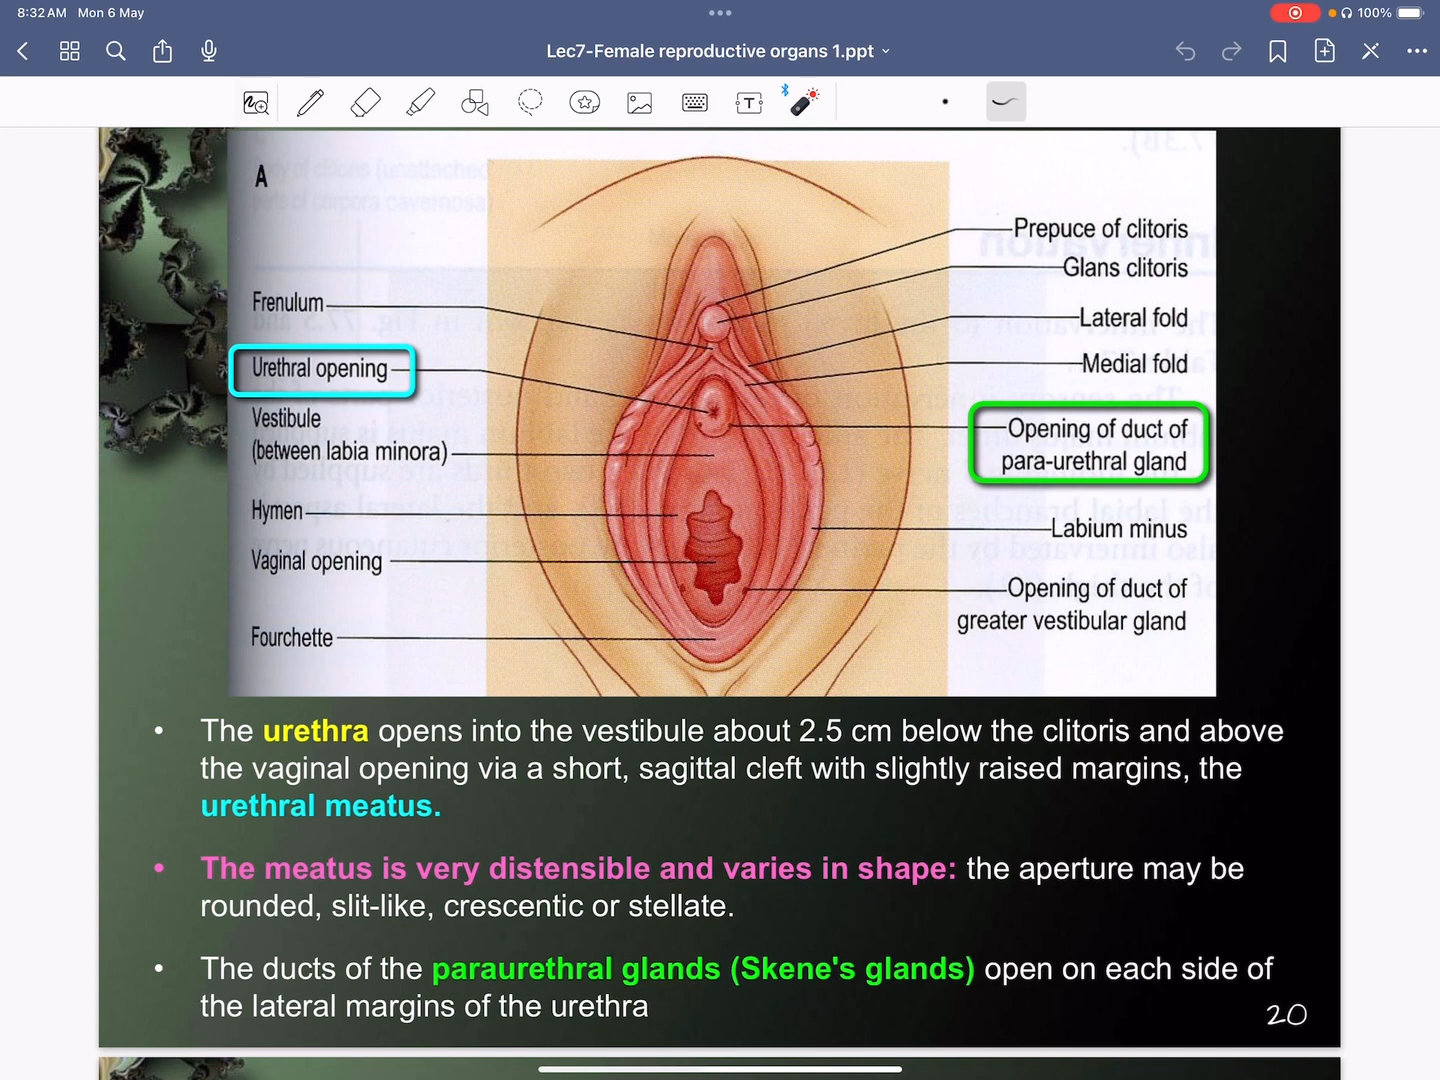 8:32 AM Mon 6 May
100%
Lec7-Female reproductive organs 1.ppt
T
A
Prepuce of clitoris
Glans clitoris
Frenulum
Lateral fold
Urethral opening
Medial fold
Vestibule
(between labia minora)
Opening of duct of
para-urethral gland
Hymen
Labium minus
Vaginal opening
Opening of duct of
greater vestibular gland
Fourchette
• The urethra opens into the vestibule about 2.5 cm below the clitoris and above
the vaginal opening via a short, sagittal cleft with slightly raised margins, the
urethral meatus.
• The meatus is very distensible and varies in shape: the aperture may be
rounded, slit-like, crescentic or stellate.
• The ducts of the paraurethral glands (Skene's glands) open on each side of
the lateral margins of the urethra
20